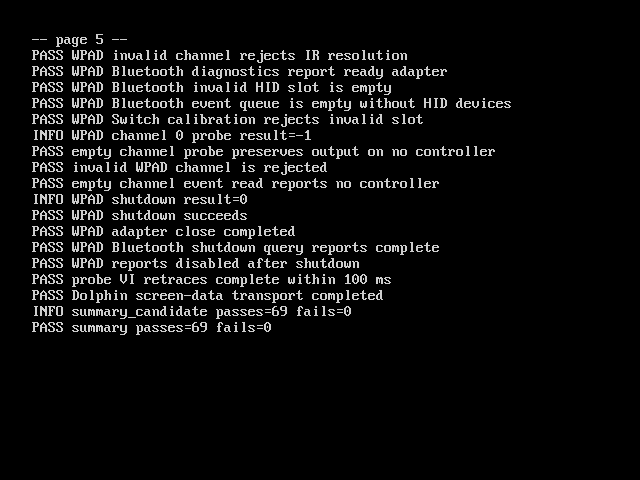 -- page 5 --
PASS WPAD invalid channel rejects IR resolution
PASS WPAD Bluetooth diagnostics report ready adapter
PASS WPAD Bluetooth invalid HID slot is empty
PASS WPAD Bluetooth event queue is empty without HID devices
PASS WPAD Switch calibration rejects invalid slot
INFO WPAD channel 0 probe result=-1
PASS empty channel probe preserves output on no controller
PASS invalid WPAD channel is rejected
PASS empty channel event read reports no controller
INFO WPAD shutdown result=0
PASS WPAD shutdown succeeds
PASS WPAD adapter close completed
PASS WPAD Bluetooth shutdown query reports complete
PASS WPAD reports disabled after shutdown
PASS probe VI retraces complete within 100 ms
PASS Dolphin screen-data transport completed
INFO summary_candidate passes=69 fails=0
PASS summary passes=69 fails=0